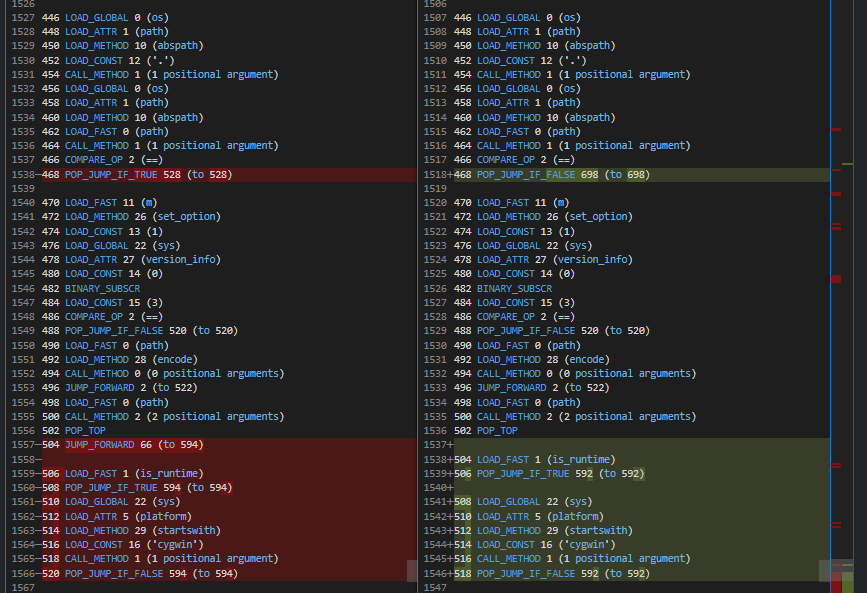 1526
1527 446 LOAD_GLOBAL 0 (os)
1528 448 LOAD_ATTR 1 (path)
1529 450 LOAD_METHOD 10 (abspath)
1530 452 LOAD_CONST 12 ('.')
1531 454 CALL_METHOD 1 (1 positional argument)
1532 456 LOAD_GLOBAL 0 (os)
1533 458 LOAD_ATTR 1 (path)
1534 460 LOAD_METHOD 10 (abspath)
1535 462 LOAD_FAST 0 (path)
1536 464 CALL_METHOD 1 (1 positional argument)
1537 466 COMPARE_OP 2 (==)
1538—468 POP_JUMP_IF_TRUE 528 (to 528)
1539
1540 470 LOAD_FAST 11 (m)
1541 472 LOAD_METHOD 26 (set_option)
1542 474 LOAD_CONST 13 (1)
1543 476 LOAD_GLOBAL 22 (sys)
1544 478 LOAD_ATTR 27 (version_info)
1545 480 LOAD_CONST 14 (0)
1546 482 BINARY_SUBSCR
1547 484 LOAD_CONST 15 (3)
1548 486 COMPARE_OP 2 (==)
1549 488 POP_JUMP_IF_FALSE 520 (to 520)
1550 490 LOAD_FAST 0 (path)
1551 492 LOAD_METHOD 28 (encode)
1552 494 CALL_METHOD 0 (0 positional arguments)
1553 496 JUMP_FORWARD 2 (to 522)
1554 498 LOAD_FAST 0 (path)
1555 500 CALL_METHOD 2 (2 positional arguments)
1556 502 POP_TOP
1557—504 JUMP_FORWARD 66 (to 594)
1558—
1559—506 LOAD_FAST 1 (is_runtime)
1560—508 POP_JUMP_IF_TRUE 594 (to 594)
1561—510 LOAD_GLOBAL 22 (sys)
1562—512 LOAD_ATTR 5 (platform)
1563—514 LOAD_METHOD 29 (startswith)
1564—516 LOAD_CONST 16 ('cygwin')
1565—518 CALL_METHOD 1 (1 positional argument)
1566—520 POP_JUMP_IF_FALSE 594 (to 594)
1567
1506
1507 446 LOAD_GLOBAL 0 (os)
1508 448 LOAD_ATTR 1 (path)
1509 450 LOAD_METHOD 10 (abspath)
1510 452 LOAD_CONST 12 ('.')
1511 454 CALL_METHOD 1 (1 positional argument)
1512 456 LOAD_GLOBAL 0 (os)
1513 458 LOAD_ATTR 1 (path)
1514 460 LOAD_METHOD 10 (abspath)
1515 462 LOAD_FAST 0 (path)
1516 464 CALL_METHOD 1 (1 positional argument)
1517 466 COMPARE_OP 2 (==)
1518+468 POP_JUMP_IF_FALSE 698 (to 698)
1519
1520 470 LOAD_FAST 11 (m)
1521 472 LOAD_METHOD 26 (set_option)
1522 474 LOAD_CONST 13 (1)
1523 476 LOAD_GLOBAL 22 (sys)
1524 478 LOAD_ATTR 27 (version_info)
1525 480 LOAD_CONST 14 (0)
1526 482 BINARY_SUBSCR
1527 484 LOAD_CONST 15 (3)
1528 486 COMPARE_OP 2 (==)
1529 488 POP_JUMP_IF_FALSE 520 (to 520)
1530 490 LOAD_FAST 0 (path)
1531 492 LOAD_METHOD 28 (encode)
1532 494 CALL_METHOD 0 (0 positional arguments)
1533 496 JUMP_FORWARD 2 (to 522)
1534 498 LOAD_FAST 0 (path)
1535 500 CALL_METHOD 2 (2 positional arguments)
1536 502 POP_TOP
1537+
1538+504 LOAD_FAST 1 (is_runtime)
1539+506 POP_JUMP_IF_TRUE 592 (to 592)
1540+
1541+508 LOAD_GLOBAL 22 (sys)
1542+510 LOAD_ATTR 5 (platform)
1543+512 LOAD_METHOD 29 (startswith)
1544+514 LOAD_CONST 16 ('cygwin')
1545+516 CALL_METHOD 1 (1 positional argument)
1546+518 POP_JUMP_IF_FALSE 592 (to 592)
1547